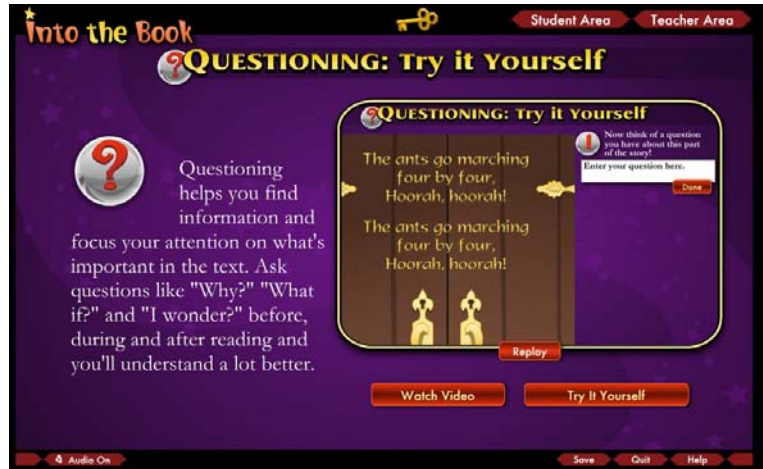 Into the Book
Student Area
Teacher Area
QUESTIONING: Try it Yourself
Questioning
helps you find
information and
focus your attention on what's
important in the text. Ask
questions like "Why?" "What
if?" and "I wonder?" before,
during and after reading and
you'll understand a lot better.
QUESTIONING: Try it Yourself
The ants go marching
four by four,
Hoorah, hoorah!
The ants go marching
four by four,
Hoorah, hoorah!
Now think of a question
you have about this part
of the story!
Enter your question here.
Done
Replay
Watch Video
Try It Yourself
Audio On
Save
Quit
Help